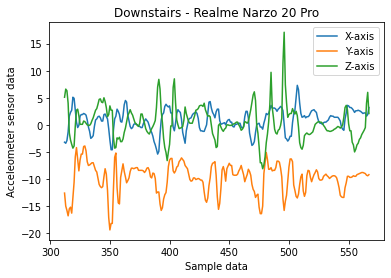 Downstairs - Realme Narzo 20 Pro
X-axis
Y-axis
Z-axis
Acceleometer sensor data
15
10
5
0
−5
−10
−15
−20
300
350
400
450
500
550
Sample data